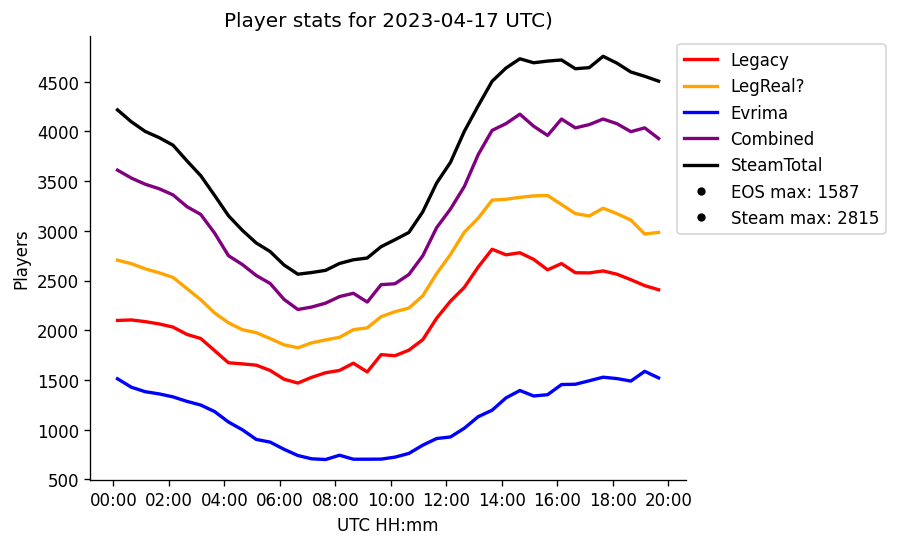 Player stats for 2023-04-17 UTC)
Legacy
LegReal?
Evrima
Combined
SteamTotal
EOS max: 1587
Steam max: 2815
Players
4500
4000
3500
3000
2500
2000
1500
1000
500
00:00 02:00 04:00 06:00 08:00 10:00 12:00 14:00 16:00 18:00 20:00
UTC HH:mm